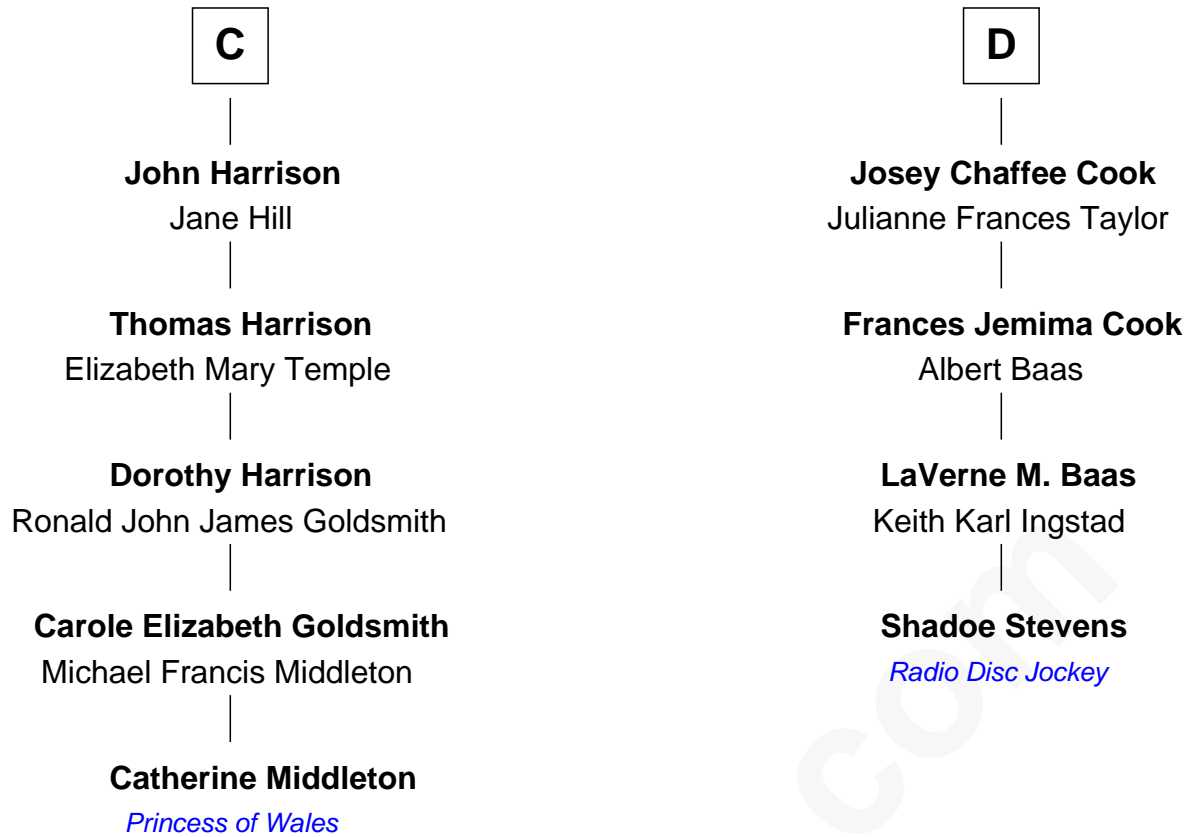 C
John Harrison
Jane Hill
Thomas Harrison
Elizabeth Mary Temple
Dorothy Harrison
Ronald John James Goldsmith
Carole Elizabeth Goldsmith
Michael Francis Middleton
Catherine Middleton
Princess of Wales
D
Josey Chaffee Cook
Julianne Frances Taylor
Frances Jemima Cook
Albert Baas
LaVerne M. Baas
Keith Karl Ingstad
Shadoe Stevens
Radio Disc Jockey
com